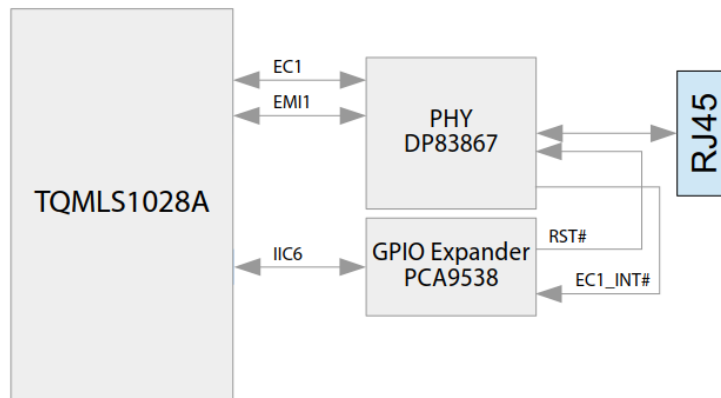 EC1
EMI1
PHY
DP83867
RJ45
TQMLS1028A
IIC6
GPIO Expander
PCA9538
RST#
EC1_INT#